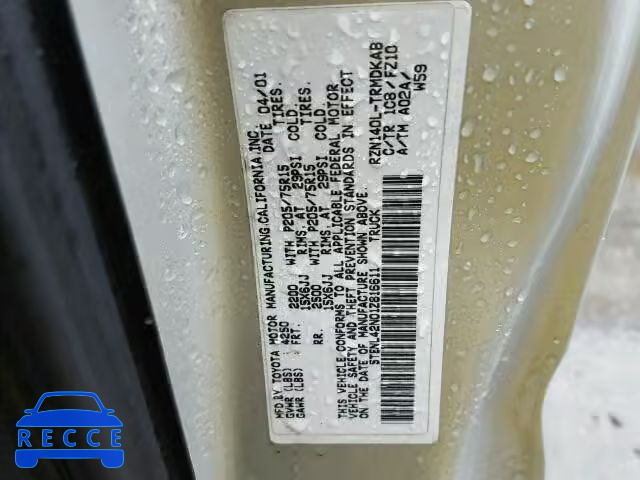 MFD BY TOYOTA MOTOR MANUFACTURING:CALIFORNIA.INC.
GVWR (LBS) 4250 DATE 04/01
GAWR (LBS) FRT. 2200 WITH P205/75R15 TIRES.
15X6JJ RIMS, AT 29PSI COLD.
RR. 2500 WITH P205/75R15 TIRES.
15X6JJ RIMS, AT 29PSI COLD.
THIS VEHICLE CONFORMS TO ALL APPLICABLE FEDERAL MOTOR
VEHICLE SAFETY AND THEFT PREVENTION STANDARDS IN EFFECT
ON THE DATE OF MANUFACTURE SHOWN ABOVE.
5TENL42N01Z816611 TRUCK
RZN140L-TRMDKAB
C/TR 1C8/FZ10
A/TM A02A/
W59
RECCE